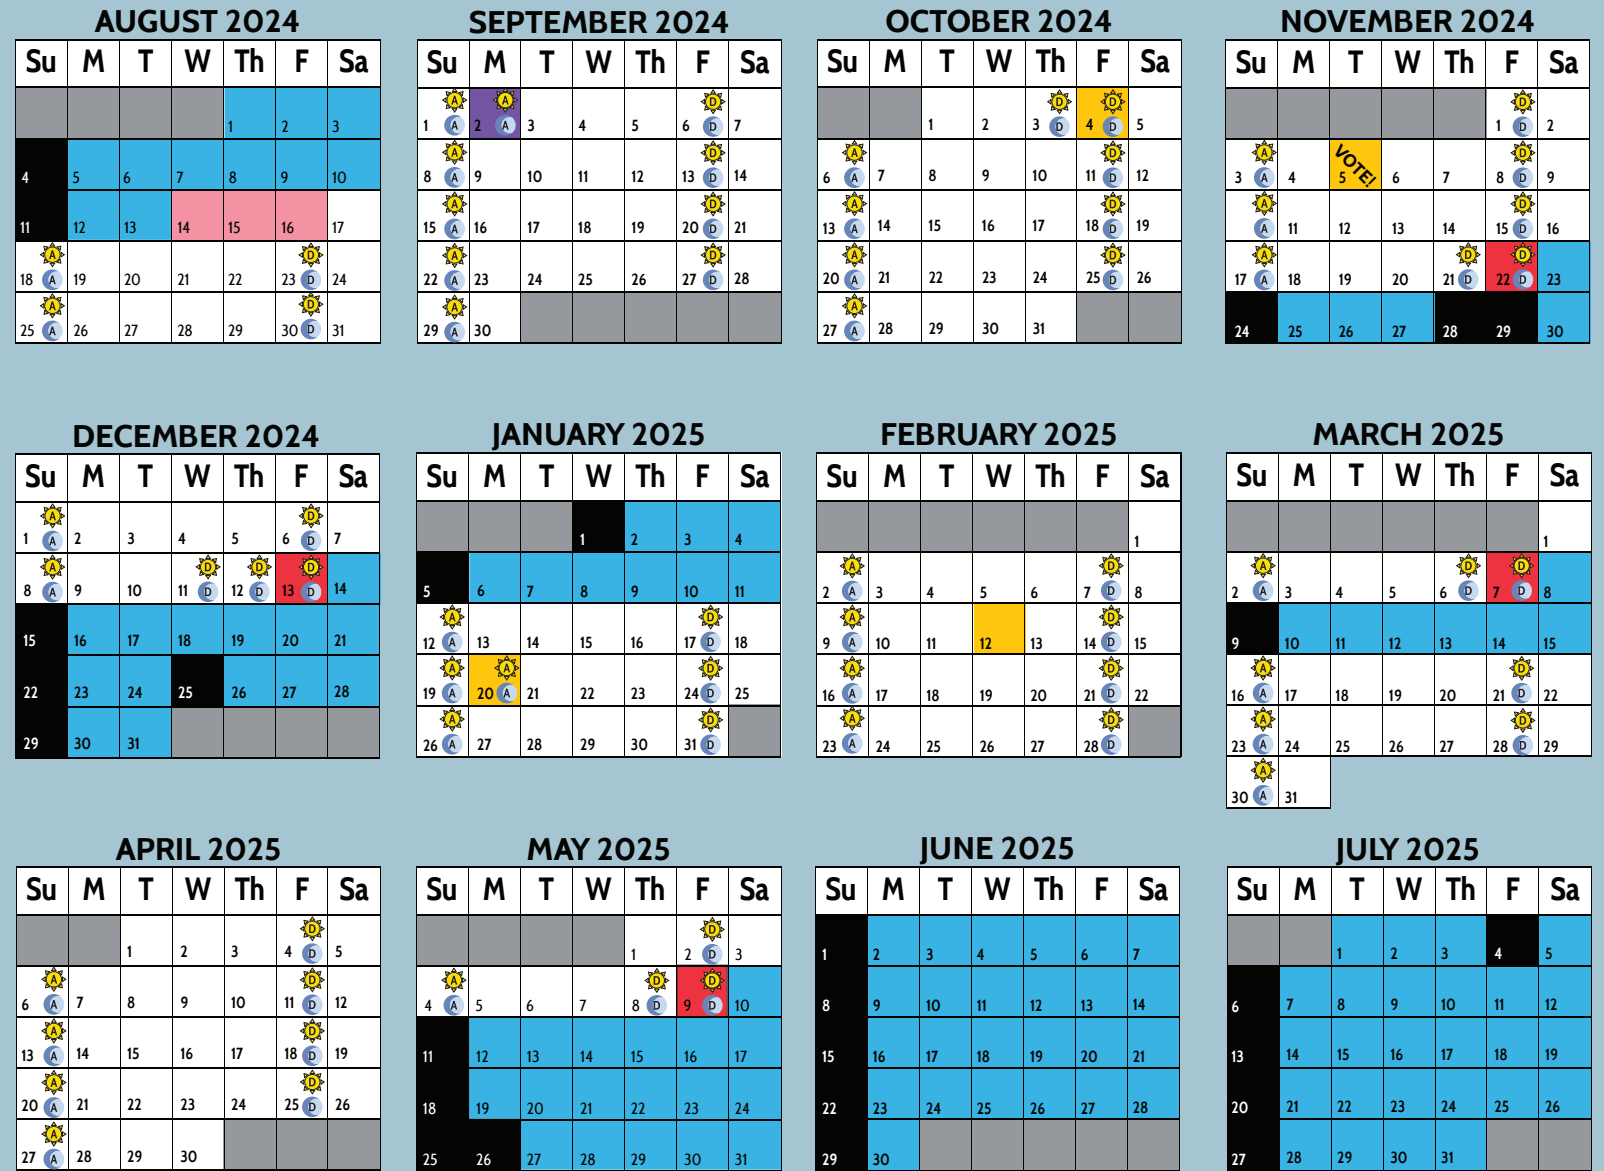 AUGUST 2024
Su M T W Th F Sa
1 2 3
4 5 6 7 8 9 10
11 12 13 14 15 16 17
A D
18 A 19 20 21 22 23 D 24
A D
25 A 26 27 28 29 30 D 31
SEPTEMBER 2024
Su M T W Th F Sa
A A D
1 A 2 A 3 4 5 6 D 7
A D
8 A 9 10 11 12 13 D 14
A D
15 A 16 17 18 19 20 D 21
A D
22 A 23 24 25 26 27 D 28
A
29 A 30
OCTOBER 2024
Su M T W Th F Sa
D D
1 2 3 D 4 D 5
A D
6 A 7 8 9 10 11 D 12
A D
13 A 14 15 16 17 18 D 19
A D
20 A 21 22 23 24 25 D 26
A
27 A 28 29 30 31
NOVEMBER 2024
Su M T W Th F Sa
D
1 D 2
A VOTE! D
3 A 4 5 6 7 8 D 9
A D
A 11 12 13 14 15 D 16
A D D
17 A 18 19 20 21 D 22 D 23
24 25 26 27 28 29 30
DECEMBER 2024
Su M T W Th F Sa
A D
1 A 2 3 4 5 6 D 7
A D D D
8 A 9 10 11 D 12 D 13 D 14
15 16 17 18 19 20 21
22 23 24 25 26 27 28
29 30 31
JANUARY 2025
Su M T W Th F Sa
1 2 3 4
5 6 7 8 9 10 11
A D
12 A 13 14 15 16 17 D 18
A A D
19 A 20 A 21 22 23 24 D 25
A D
26 A 27 28 29 30 31 D
FEBRUARY 2025
Su M T W Th F Sa
1
A D
2 A 3 4 5 6 7 D 8
A D
9 A 10 11 12 13 14 D 15
A D
16 A 17 18 19 20 21 D 22
A D
23 A 24 25 26 27 28 D
MARCH 2025
Su M T W Th F Sa
1
A D D
2 A 3 4 5 6 D 7 D 8
9 10 11 12 13 14 15
A D
16 A 17 18 19 20 21 D 22
A D
23 A 24 25 26 27 28 D 29
A
30 A 31
APRIL 2025
Su M T W Th F Sa
D
1 2 3 4 D 5
A D
6 A 7 8 9 10 11 D 12
A D
13 A 14 15 16 17 18 D 19
A D
20 A 21 22 23 24 25 D 26
A
27 A 28 29 30
MAY 2025
Su M T W Th F Sa
D
1 2 D 3
A D D
4 A 5 6 7 8 D 9 D 10
11 12 13 14 15 16 17
18 19 20 21 22 23 24
25 26 27 28 29 30 31
JUNE 2025
Su M T W Th F Sa
1 2 3 4 5 6 7
8 9 10 11 12 13 14
15 16 17 18 19 20 21
22 23 24 25 26 27 28
29 30
JULY 2025
Su M T W Th F Sa
1 2 3 4 5
6 7 8 9 10 11 12
13 14 15 16 17 18 19
20 21 22 23 24 25 26
27 28 29 30 31